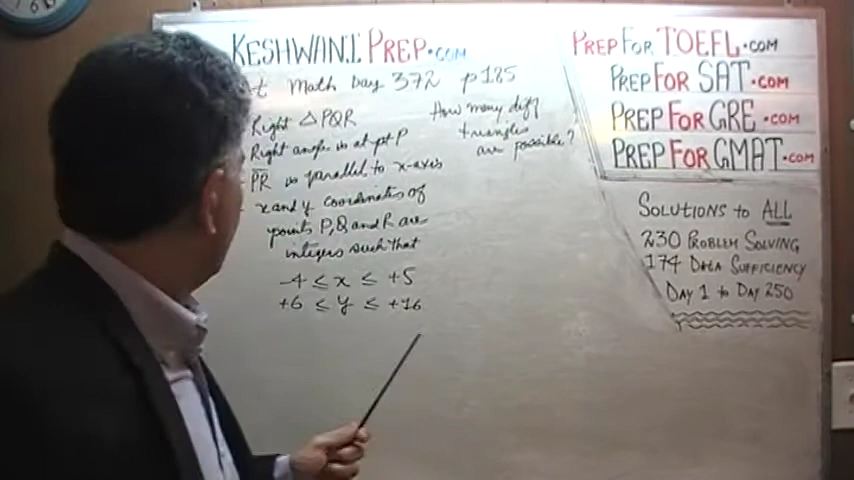 KESHWANI PREP.COM
Math Day 372 p185
Right △PQR
Right angle is at pt P
PR is parallel to x-axis
x and y coordinates of
points P, Q and R are
integers such that
-4 ≤ x ≤ +5
+6 ≤ y ≤ +16
How many diff
triangles
are possible?
PREP FOR TOEFL.COM
PREP FOR SAT.COM
PREP FOR GRE.COM
PREP FOR GMAT.COM
SOLUTIONS to ALL
230 PROBLEM SOLVING
174 DATA SUFFICIENCY
DAY 1 to DAY 250